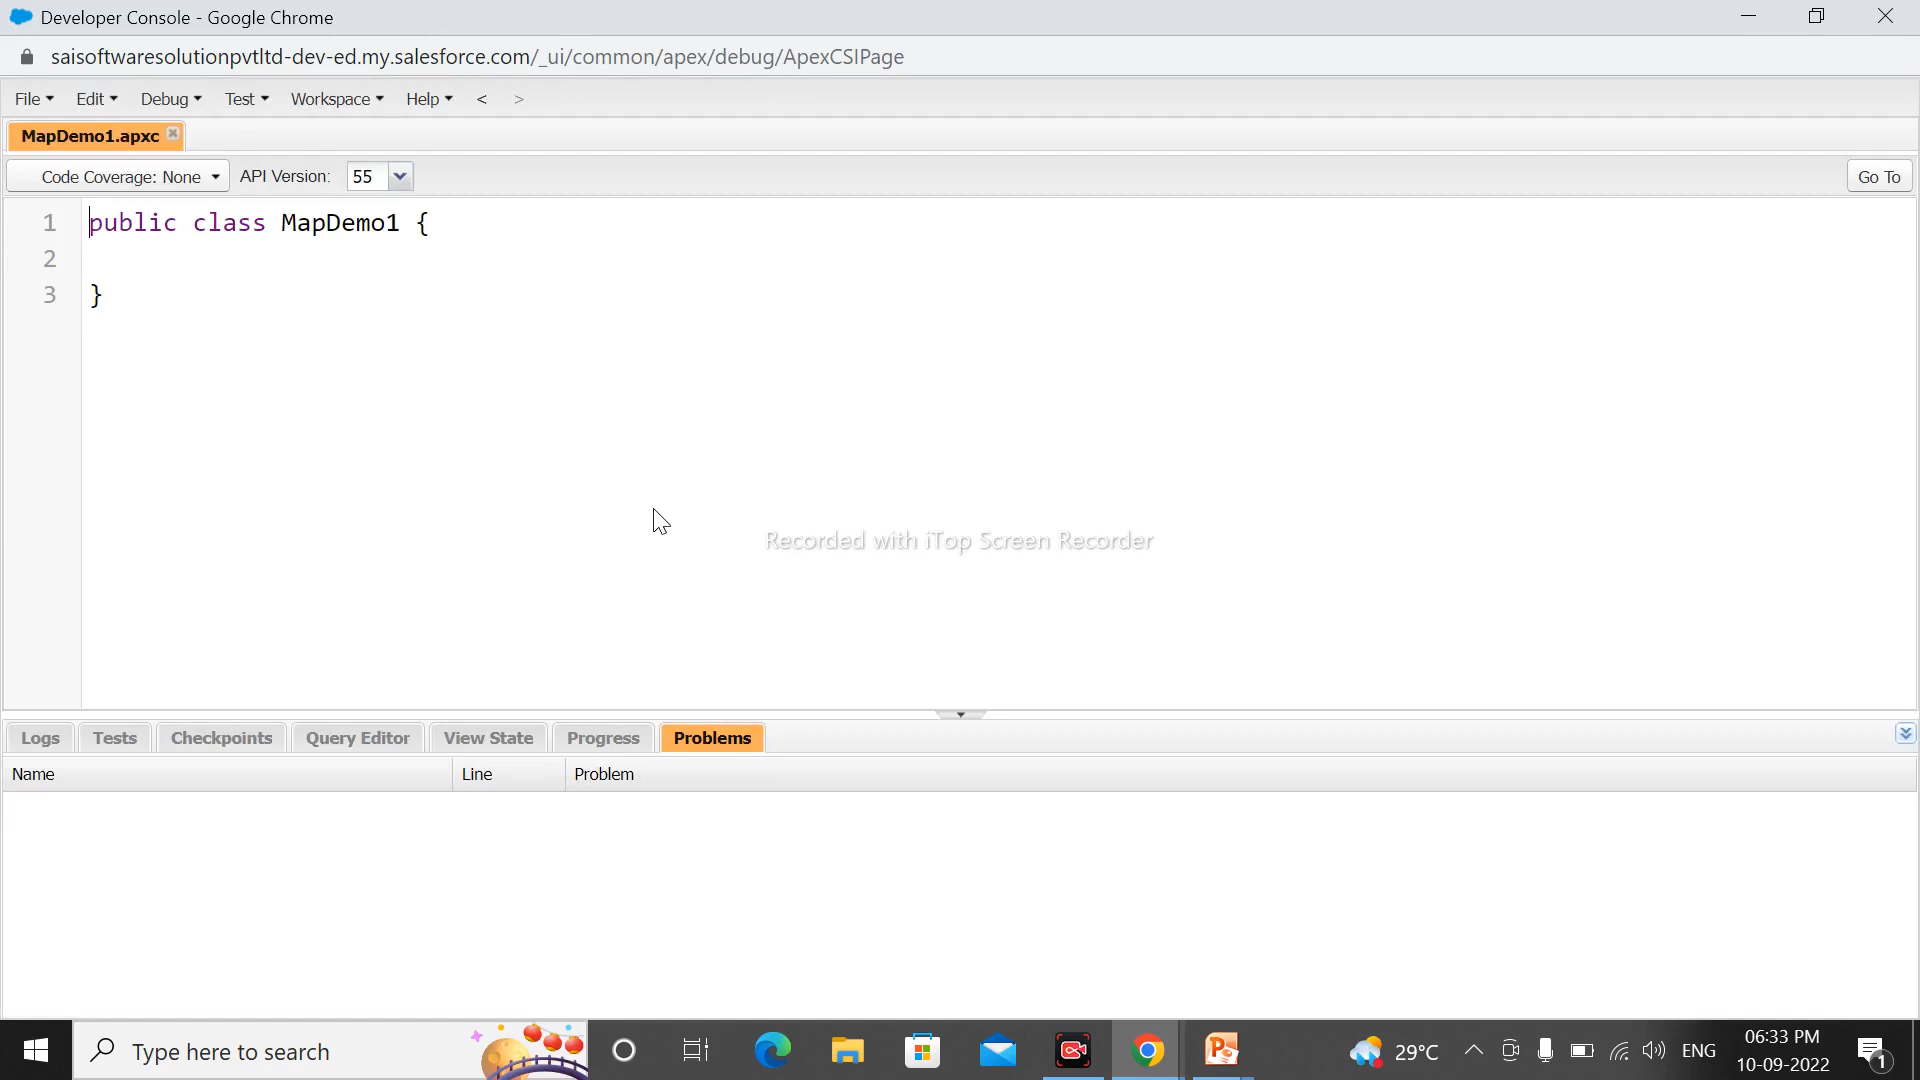 Developer Console - Google Chrome
saisoftwaresolutionpvtltd-dev-ed.my.salesforce.com/_ui/common/apex/debug/ApexCSIPage
File Edit Debug Test Workspace Help < >
MapDemo1.apxc
Code Coverage: None API Version: 55 Go To
1 public class MapDemo1 {
2
3 }
Recorded with iTop Screen Recorder
Logs Tests Checkpoints Query Editor View State Progress Problems
Name Line Problem
Type here to search 29°C ENG 06:33 PM
10-09-2022 1